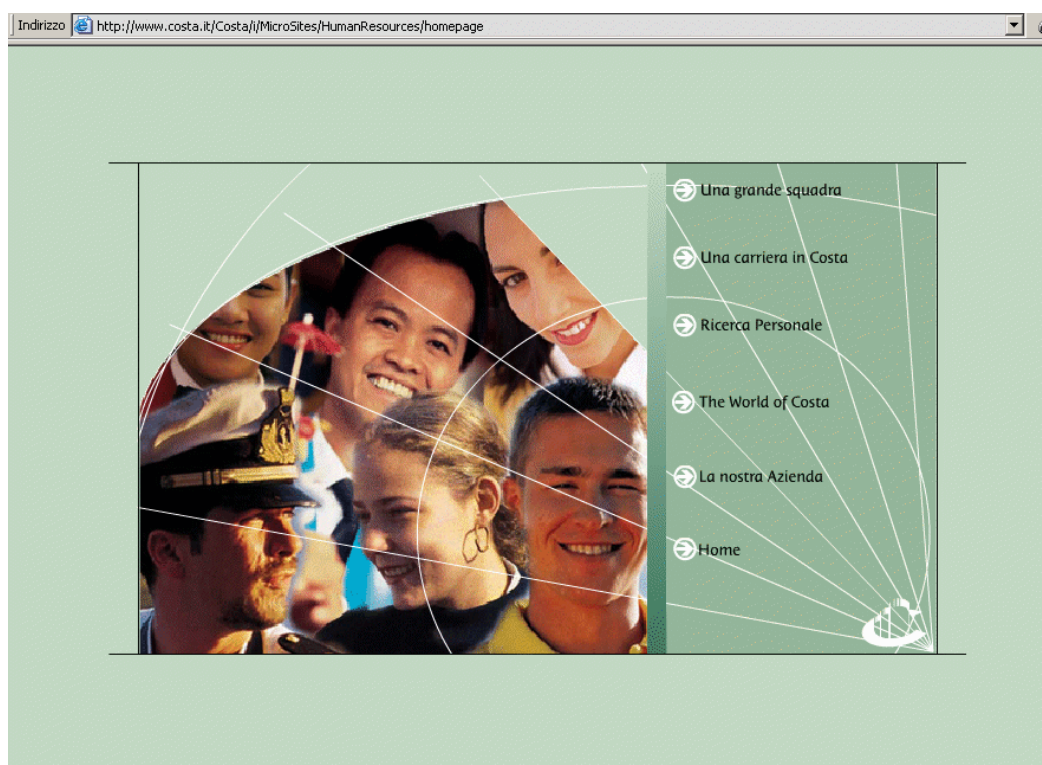 Indirizzo http://www.costa.it/Costa/i/MicroSites/HumanResources/homepage
Una grande squadra
Una carriera in Costa
Ricerca Personale
The World of Costa
La nostra Azienda
Home